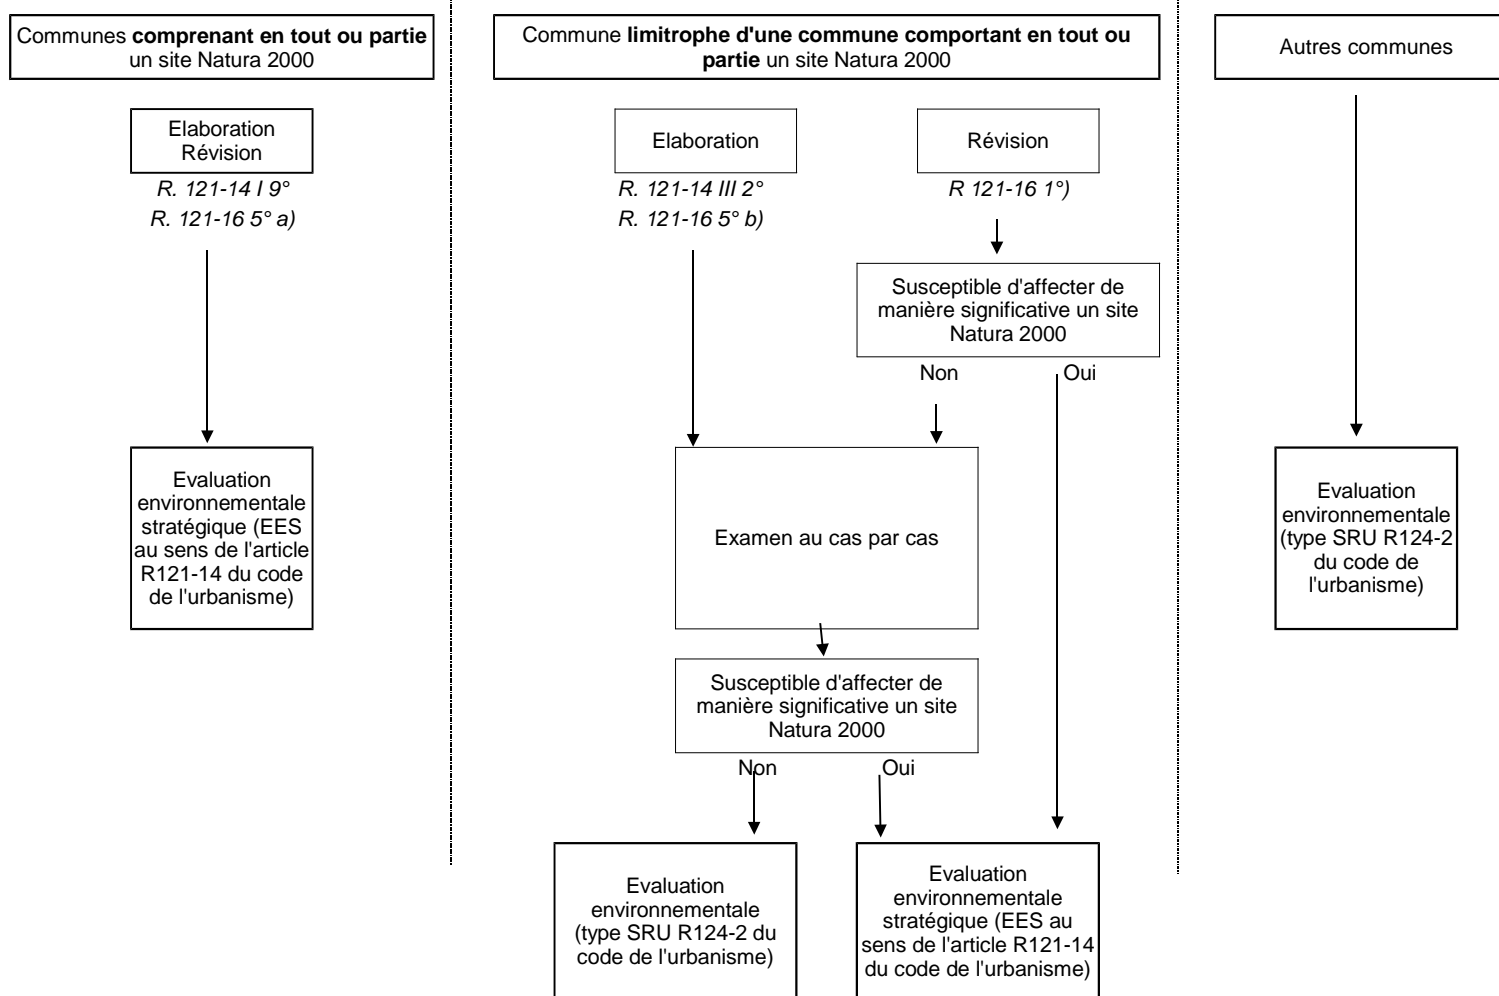 Communes comprenant en tout ou partie
un site Natura 2000
Elaboration
Révision
R. 121-14 I 9°
R. 121-16 5° a)
Evaluation
environnementale
stratégique (EES
au sens de l'article
R121-14 du code
de l'urbanisme)
Commune limitrophe d'une commune comportant en tout ou
partie un site Natura 2000
Elaboration
R. 121-14 III 2°
R. 121-16 5° b)
Révision
R 121-16 1°)
Susceptible d'affecter de
manière significative un site
Natura 2000
Non
Oui
Examen au cas par cas
Susceptible d'affecter de
manière significative un site
Natura 2000
Non
Oui
Evaluation
environnementale
(type SRU R124-2 du
code de l'urbanisme)
Evaluation
environnementale
stratégique (EES au
sens de l'article R121-14
du code de l'urbanisme)
Autres communes
Evaluation
environnementale
(type SRU R124-2
du code de
l'urbanisme)